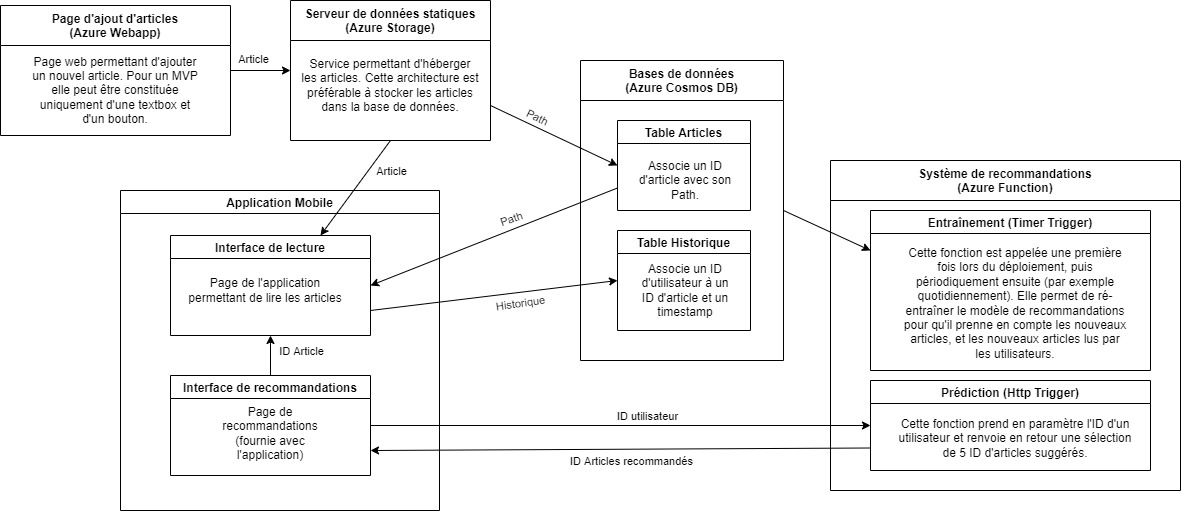 Page d'ajout d'articles
(Azure Webapp)
Page web permettant d'ajouter
un nouvel article. Pour un MVP
elle peut être constituée
uniquement d'une textbox et
d'un bouton.
Article
Serveur de données statiques
(Azure Storage)
Service permettant d'héberger
les articles. Cette architecture est
préférable à stocker les articles
dans la base de données.
Path
Article
Bases de données
(Azure Cosmos DB)
Table Articles
Associe un ID
d'article avec son
Path.
Table Historique
Associe un ID
d'utilisateur à un
ID d'article et un
timestamp
Path
Historique
Application Mobile
Interface de lecture
Page de l'application
permettant de lire les articles
ID Article
Interface de recommandations
Page de
recommandations
(fournie avec
l'application)
ID utilisateur
ID Articles recommandés
Système de recommandations
(Azure Function)
Entraînement (Timer Trigger)
Cette fonction est appelée une première
fois lors du déploiement, puis
périodiquement ensuite (par exemple
quotidiennement). Elle permet de ré-
entraîner le modèle de recommandations
pour qu'il prenne en compte les nouveaux
articles, et les nouveaux articles lus par
les utilisateurs.
Prédiction (Http Trigger)
Cette fonction prend en paramètre l'ID d'un
utilisateur et renvoie en retour une sélection
de 5 ID d'articles suggérés.